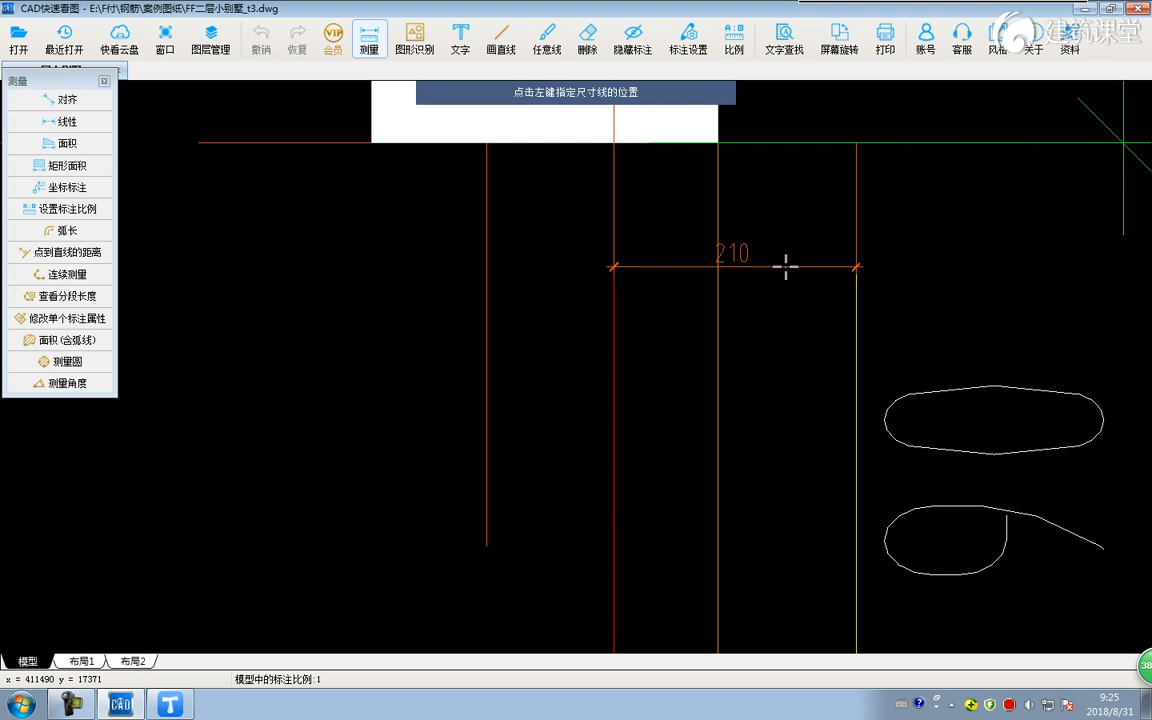 CAD快速看图 - E:\F付\钢筋\案例图纸\FF二层小别墅_t3.dwg
打开 最近打开 快看云盘 窗口 图层管理 撤销 恢复 会员 测量 图形识别 文字 画直线 任意线 删除 隐藏标注 标注设置 比例 文字查找 屏幕旋转 打印 账号 客服 风格 关于 资料
VIP
建筑课堂
测量
点击左键指定尺寸线的位置
对齐
线性
面积
矩形面积
坐标标注
设置标注比例
弧长
点到直线的距离
连续测量
查看分段长度
修改单个标注属性
面积(含弧线)
测量圆
测量角度
210
模型 布局1 布局2
38
x = 411490 y = 17371 模型中的标注比例:1
CAD
T
9:25
2018/8/31